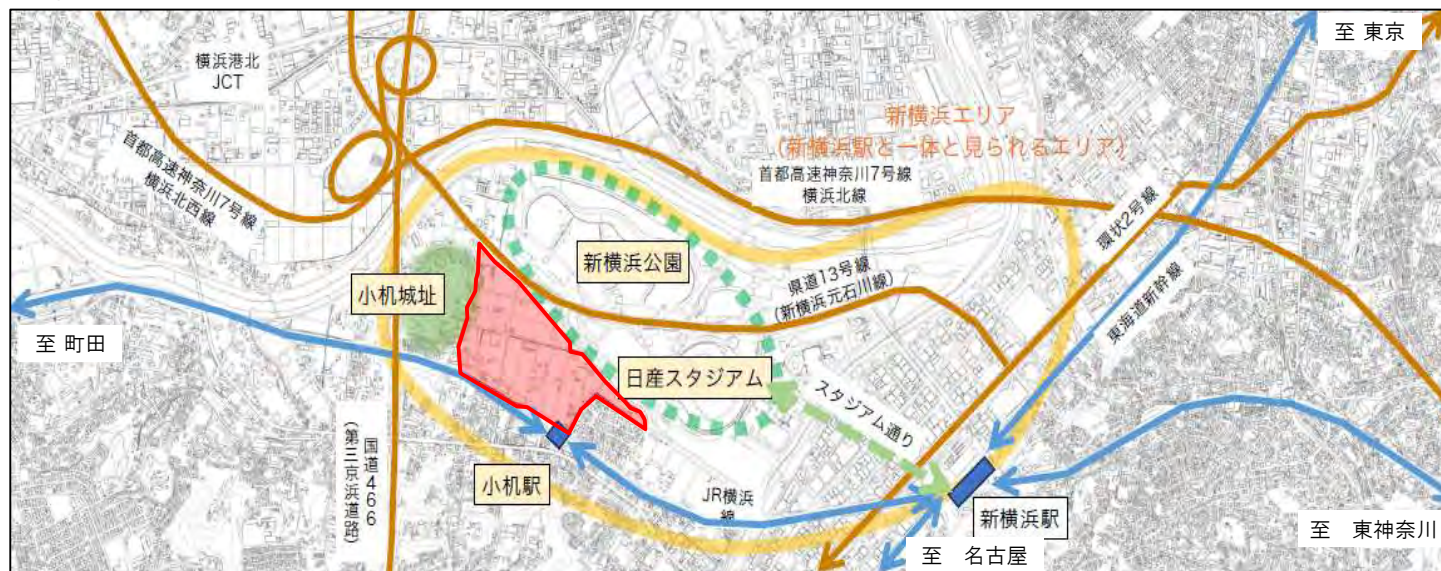 至 東京
横浜港北
JCT
新横浜エリア
(新横浜駅と一体と見られるエリア)
首都高速神奈川7号線
横浜北線
首都高速神奈川7号線
横浜北西線
環状2号線
新横浜公園
県道13号線
(新横浜元石川線)
東海道新幹線
小机城址
至 町田
日産スタジアム
スタジアム通り
国道466
(第三京浜道路)
小机駅
JR横浜
線
新横浜駅
至 東神奈川
至 名古屋